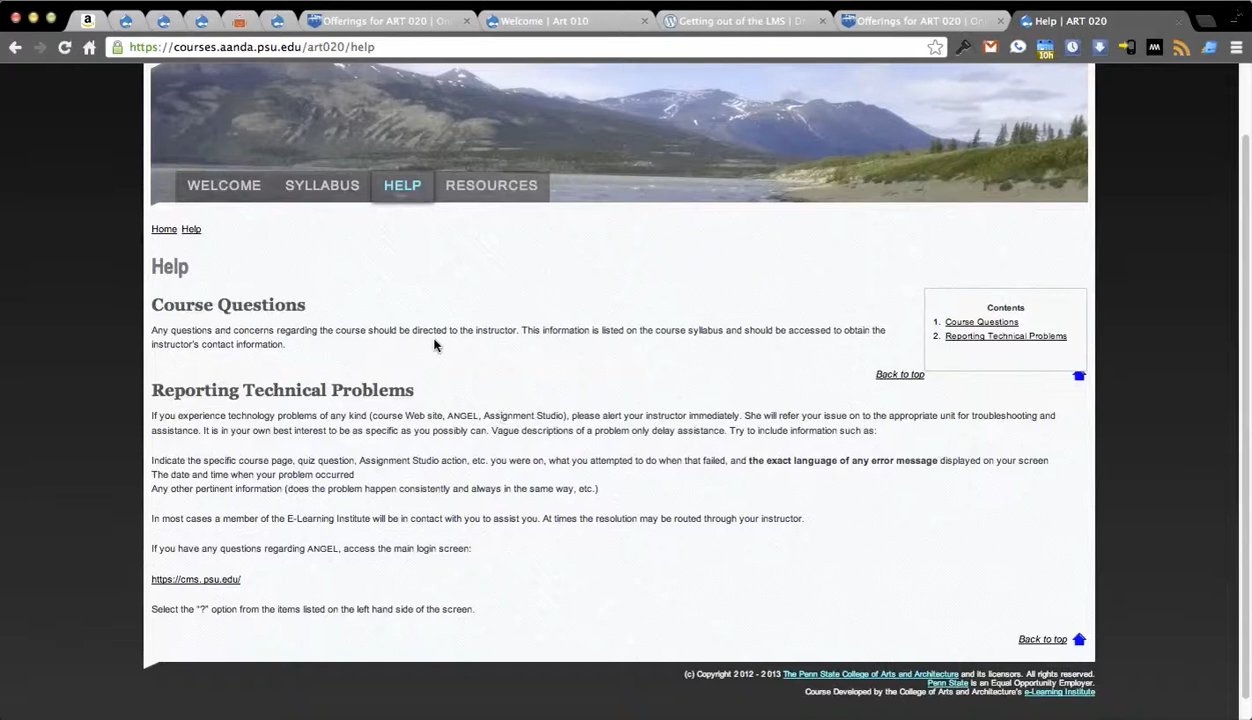 Offerings for ART 020 | On
Welcome | Art 010
Getting out of the LMS | D
Offerings for ART 020 | Onl
Help | ART 020
https://courses.aanda.psu.edu/art020/help
10h
WELCOME
SYLLABUS
HELP
RESOURCES
Home Help
Help
Course Questions
Any questions and concerns regarding the course should be directed to the instructor. This information is listed on the course syllabus and should be accessed to obtain the
instructor's contact information.
Contents
1. Course Questions
2. Reporting Technical Problems
Back to top
Reporting Technical Problems
If you experience technology problems of any kind (course Web site, ANGEL, Assignment Studio), please alert your instructor immediately. She will refer your issue on to the appropriate unit for troubleshooting and
assistance. It is in your own best interest to be as specific as you possibly can. Vague descriptions of a problem only delay assistance. Try to include information such as:
Indicate the specific course page, quiz question, Assignment Studio action, etc. you were on, what you attempted to do when that failed, and the exact language of any error message displayed on your screen
The date and time when your problem occurred
Any other pertinent information (does the problem happen consistently and always in the same way, etc.)
In most cases a member of the E-Learning Institute will be in contact with you to assist you. At times the resolution may be routed through your instructor.
If you have any questions regarding ANGEL, access the main login screen:
https://cms.psu.edu/
Select the "?" option from the items listed on the left hand side of the screen.
Back to top
(c) Copyright 2012 - 2013 The Penn State College of Arts and Architecture and its licensors. All rights reserved.
Penn State is an Equal Opportunity Employer.
Course Developed by the College of Arts and Architecture's e-Learning Institute